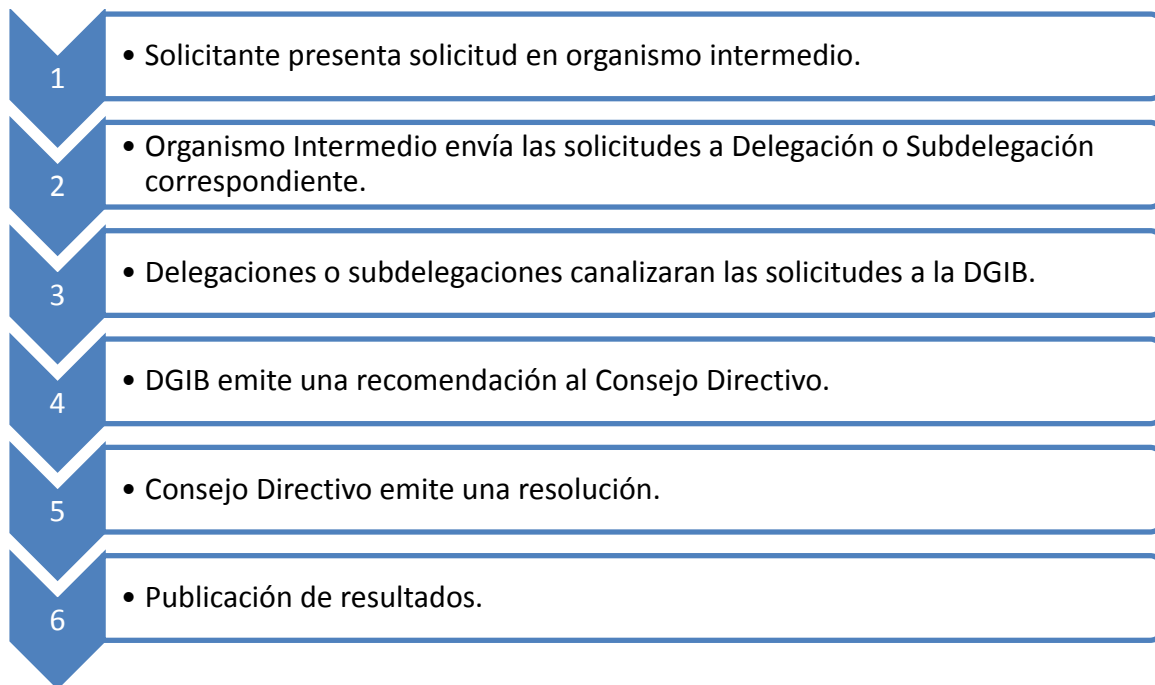 1
• Solicitante presenta solicitud en organismo intermedio.
2
• Organismo Intermedio envía las solicitudes a Delegación o Subdelegación
correspondiente.
3
• Delegaciones o subdelegaciones canalizaran las solicitudes a la DGIB.
4
• DGIB emite una recomendación al Consejo Directivo.
5
• Consejo Directivo emite una resolución.
6
• Publicación de resultados.